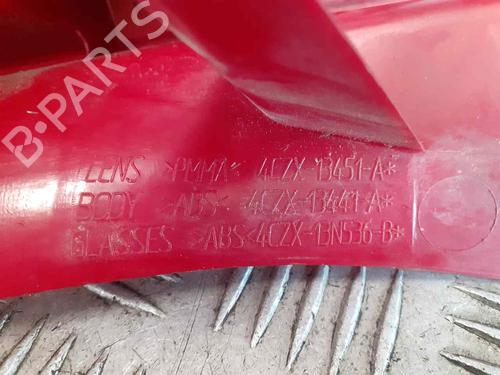 B-PARTS
LENS >PMMA< 4CZX-13451-A*
BODY >ABS< 4CZX-13441-A*
GLASSES >ABS<4CZX-13N536-B*